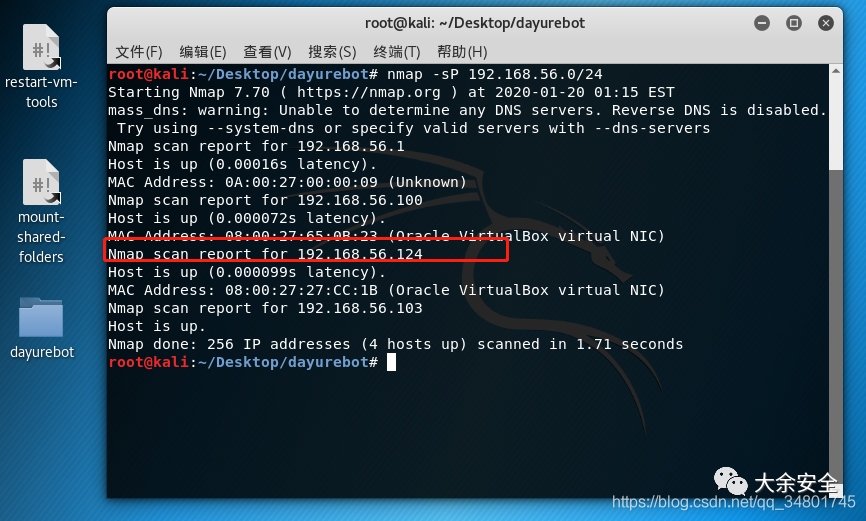 restart-vm-
tools
mount-
shared-
folders
dayurebot
root@kali: ~/Desktop/dayurebot
文件(F) 编辑(E) 查看(V) 搜索(S) 终端(T) 帮助(H)
root@kali:~/Desktop/dayurebot# nmap -sP 192.168.56.0/24
Starting Nmap 7.70 ( https://nmap.org ) at 2020-01-20 01:15 EST
mass_dns: warning: Unable to determine any DNS servers. Reverse DNS is disabled.
Try using --system-dns or specify valid servers with --dns-servers
Nmap scan report for 192.168.56.1
Host is up (0.00016s latency).
MAC Address: 0A:00:27:00:00:09 (Unknown)
Nmap scan report for 192.168.56.100
Host is up (0.000072s latency).
MAC Address: 08:00:27:65:0B:23 (Oracle VirtualBox virtual NIC)
Nmap scan report for 192.168.56.124
Host is up (0.000099s latency).
MAC Address: 08:00:27:27:CC:1B (Oracle VirtualBox virtual NIC)
Nmap scan report for 192.168.56.103
Host is up.
Nmap done: 256 IP addresses (4 hosts up) scanned in 1.71 seconds
root@kali:~/Desktop/dayurebot#
大余安全
https://blog.csdn.net/qq_34801745